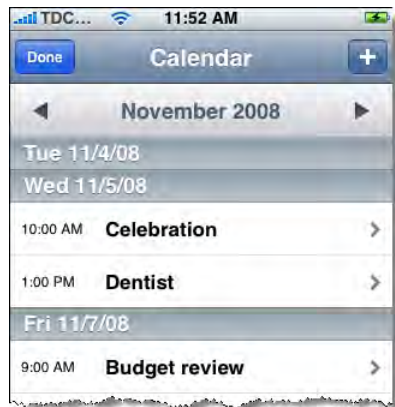 TDC... 11:52 AM
Done Calendar +
November 2008
Tue 11/4/08
Wed 11/5/08
10:00 AM Celebration
1:00 PM Dentist
Fri 11/7/08
9:00 AM Budget review